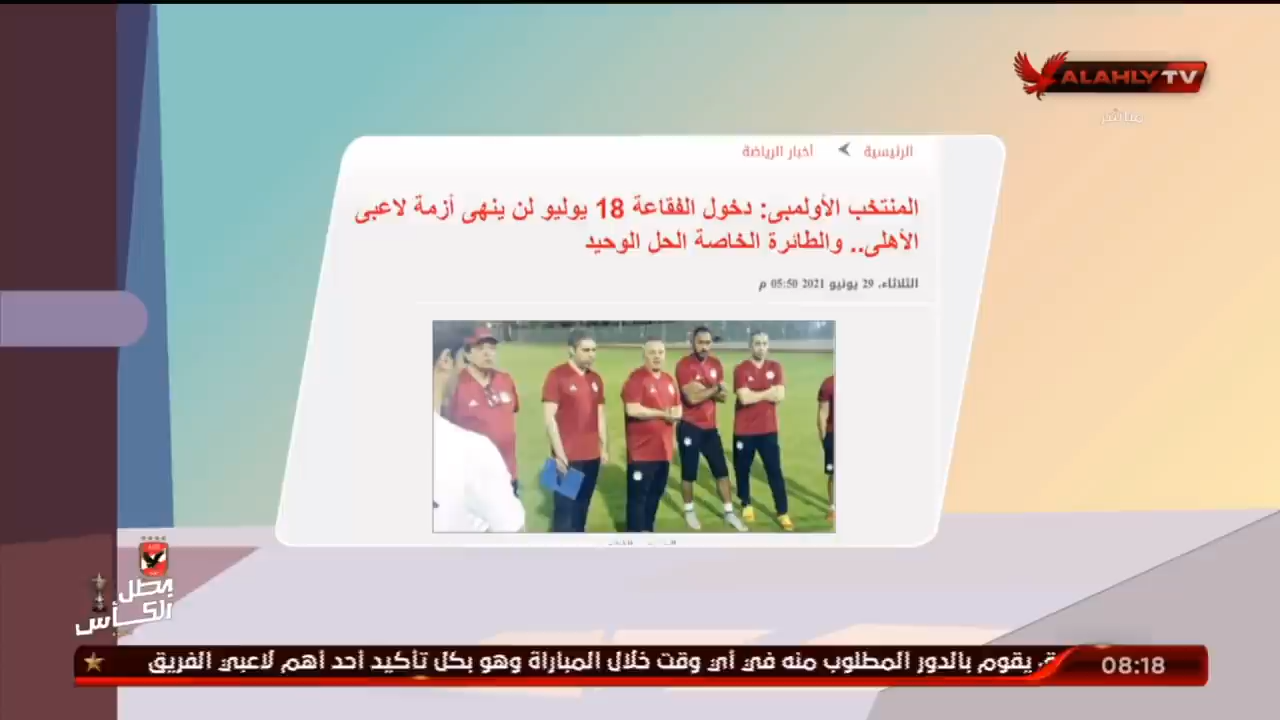 ALAHLY TV
مباشر
الرئيسية
أخبار الرياضة
المنتخب الأولمبى: دخول الفقاعة 18 يوليو لن ينهى أزمة لاعبى
الأهلى.. والطائرة الخاصة الحل الوحيد
الثلاثاء، 29 يونيو 2021 05:50 م
بطل
الكأس
يقوم بالدور المطلوب منه في أي وقت خلال المباراة وهو بكل تأكيد أحد أهم لاعبي الفريق
08:18